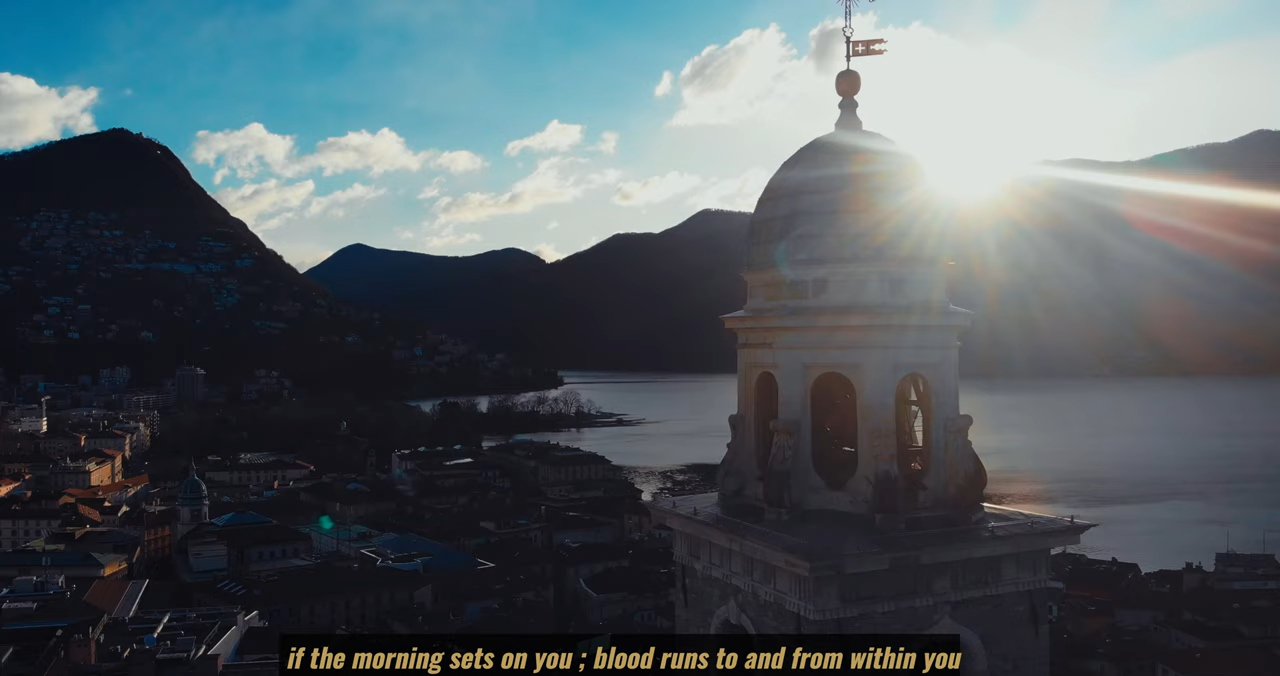 if the morning sets on you ; blood runs to and from within you